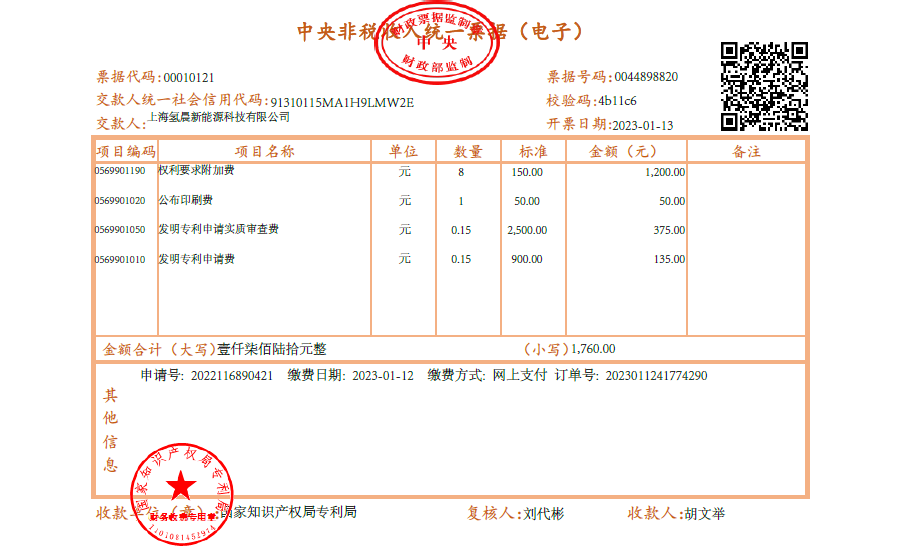 中央非税收入统一票据（电子）
财政票据监制章
中央
财政部监制
票据代码:00010121
票据号码:0044898820
交款人统一社会信用代码:91310115MA1H9LMW2E
校验码:4b11c6
交款人:上海氢晨新能源科技有限公司
开票日期:2023-01-13
项目编码 项目名称 单位 数量 标准 金额（元） 备注
0569901190 权利要求附加费 元 8 150.00 1,200.00
0569901020 公布印刷费 元 1 50.00 50.00
0569901050 发明专利申请实质审查费 元 0.15 2,500.00 375.00
0569901010 发明专利申请费 元 0.15 900.00 135.00
金额合计（大写）壹仟柒佰陆拾元整 （小写）1,760.00
其他信息
申请号: 2022116890421 缴费日期: 2023-01-12 缴费方式: 网上支付 订单号: 2023011241774290
国家知识产权局专利局
财务收费专用章
收款单位（章）:国家知识产权局专利局 复核人:刘代彬 收款人:胡文举